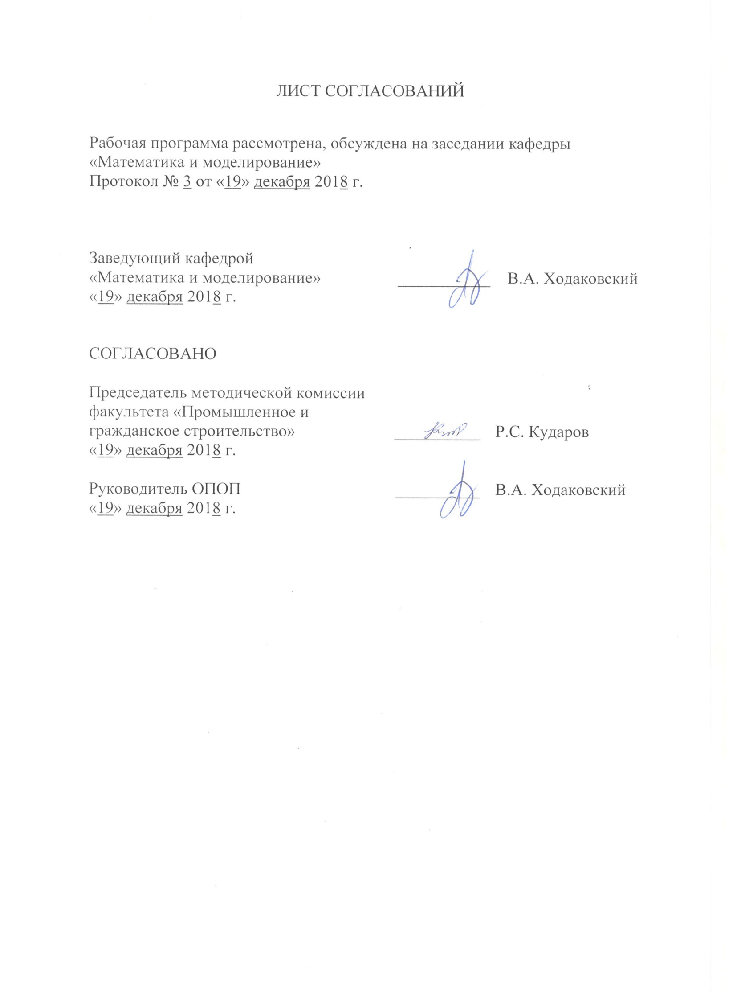 ЛИСТ СОГЛАСОВАНИЙ
Рабочая программа рассмотрена, обсуждена на заседании кафедры
«Математика и моделирование»
Протокол № 3 от «19» декабря 2018 г.
Заведующий кафедрой
«Математика и моделирование» В.А. Ходаковский
«19» декабря 2018 г.
СОГЛАСОВАНО
Председатель методической комиссии
факультета «Промышленное и
гражданское строительство» Р.С. Кударов
«19» декабря 2018 г.
Руководитель ОПОП В.А. Ходаковский
«19» декабря 2018 г.